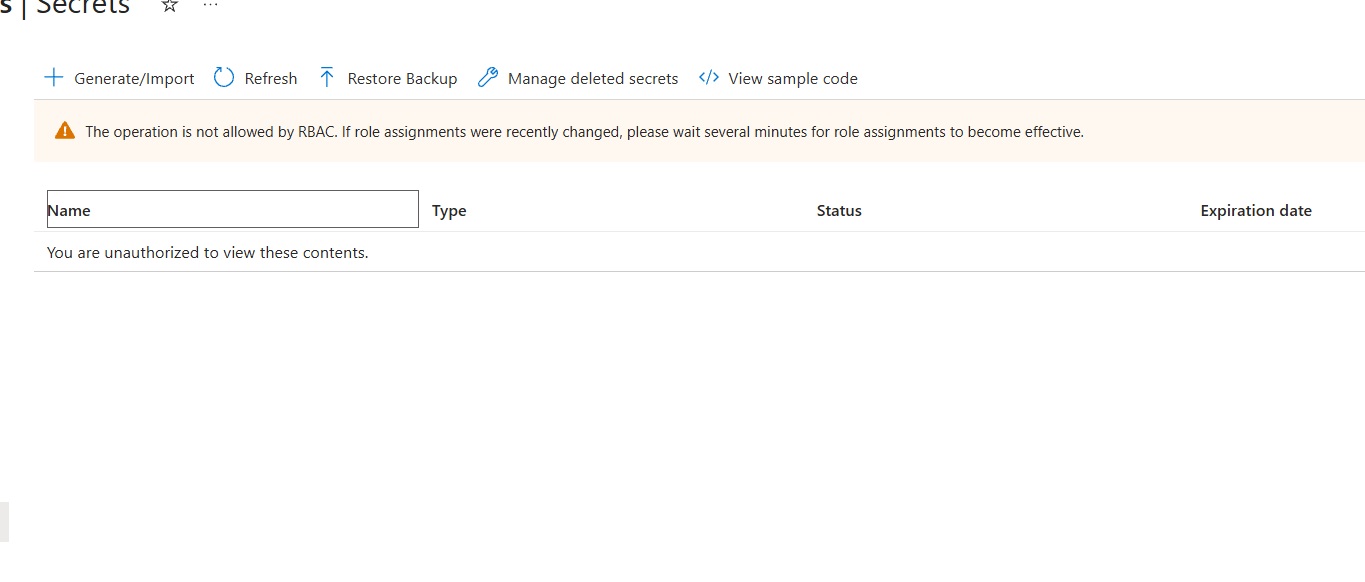 s | Secrets ☆ ...
Generate/Import Refresh Restore Backup Manage deleted secrets </> View sample code
The operation is not allowed by RBAC. If role assignments were recently changed, please wait several minutes for role assignments to become effective.
Name Type Status Expiration date
You are unauthorized to view these contents.